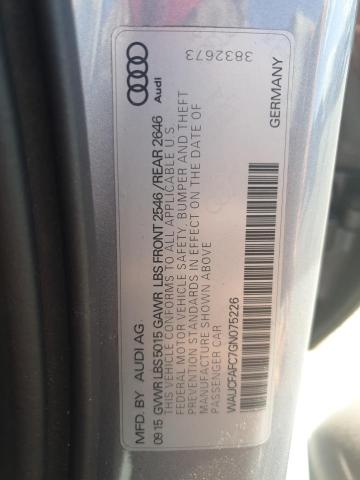 MFD. BY AUDI AG
09 15 GVWR LBS 5015 GAWR LBS FRONT 2546 /REAR 2646
THIS VEHICLE CONFORMS TO ALL APPLICABLE U.S.
FEDERAL MOTOR VEHICLE SAFETY, BUMPER AND THEFT
PREVENTION STANDARDS IN EFFECT ON THE DATE OF
MANUFACTURE SHOWN ABOVE
PASSENGER CAR
WAUCFAFC7GN075226
Audi
3832673
GERMANY